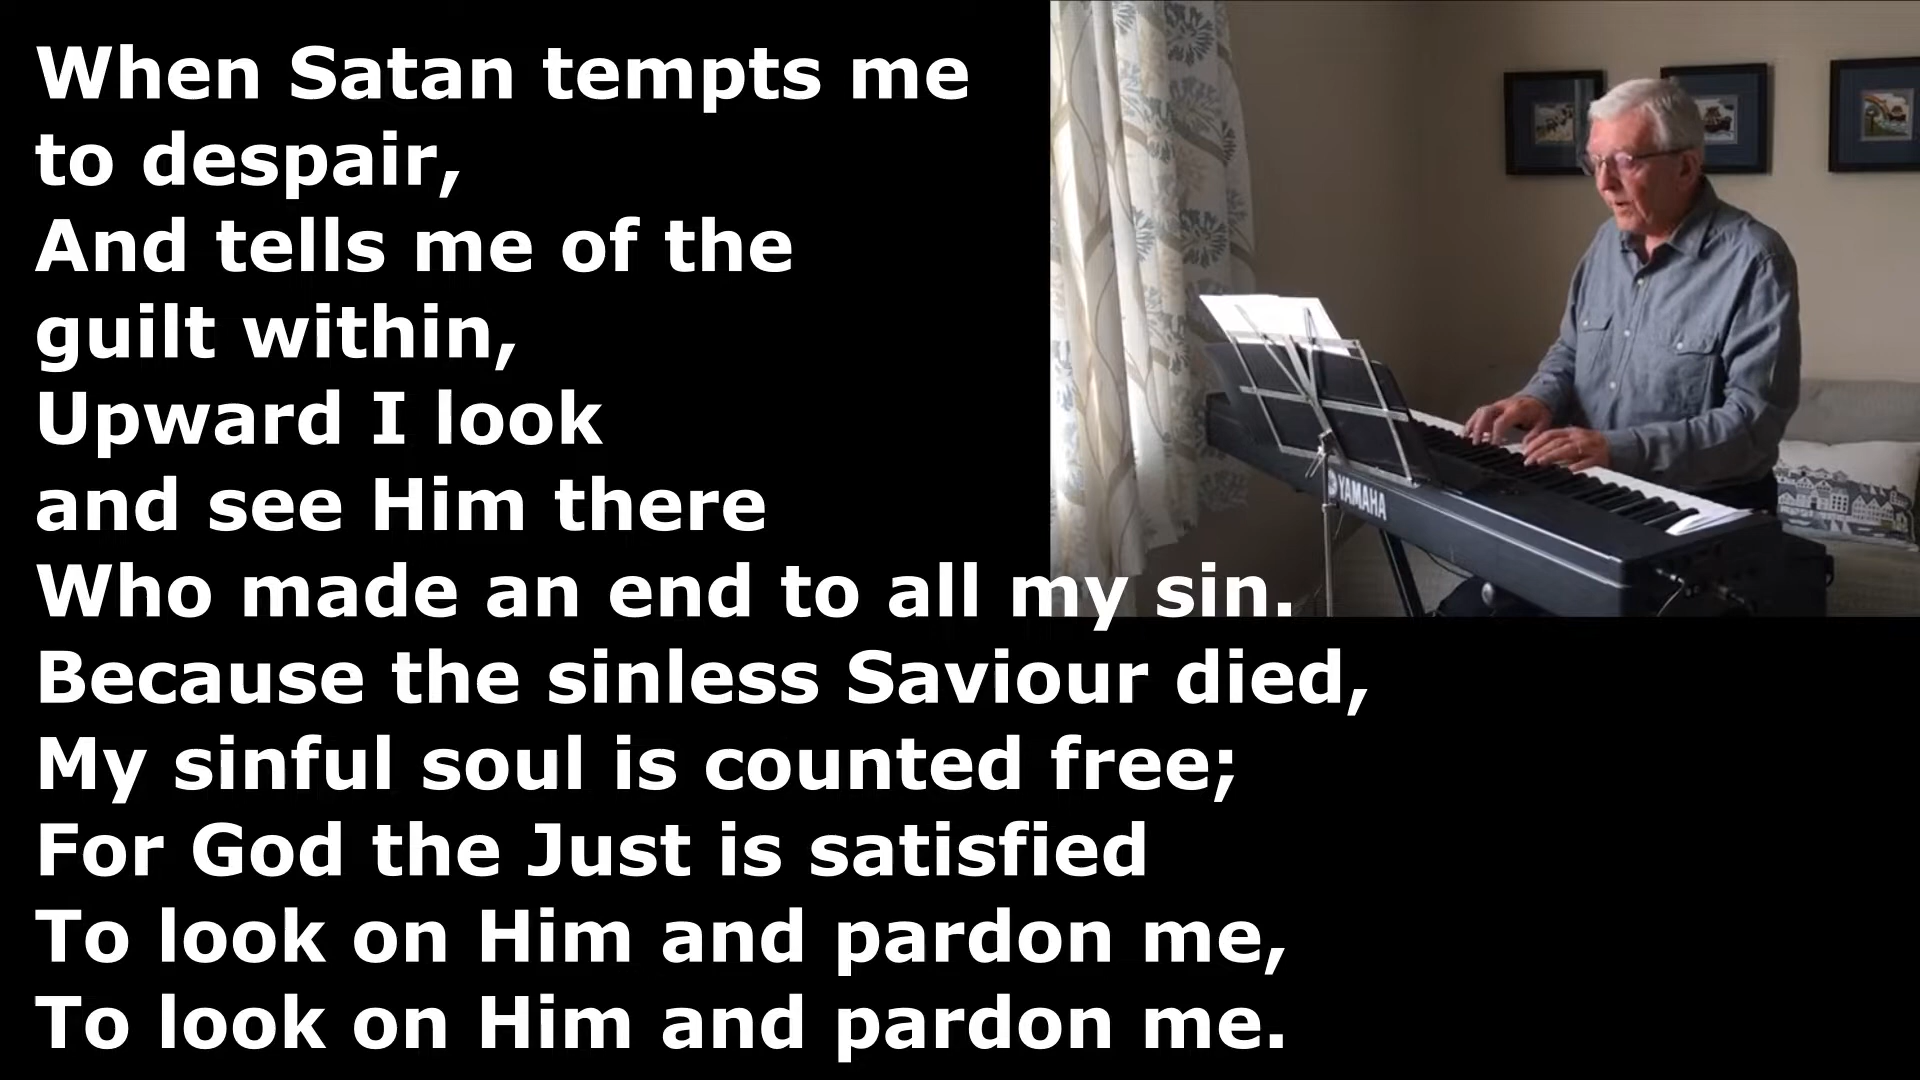 When Satan tempts me
to despair,
And tells me of the
guilt within,
Upward I look
and see Him there
Who made an end to all my sin.
Because the sinless Saviour died,
My sinful soul is counted free;
For God the Just is satisfied
To look on Him and pardon me,
To look on Him and pardon me.
YAMAHA